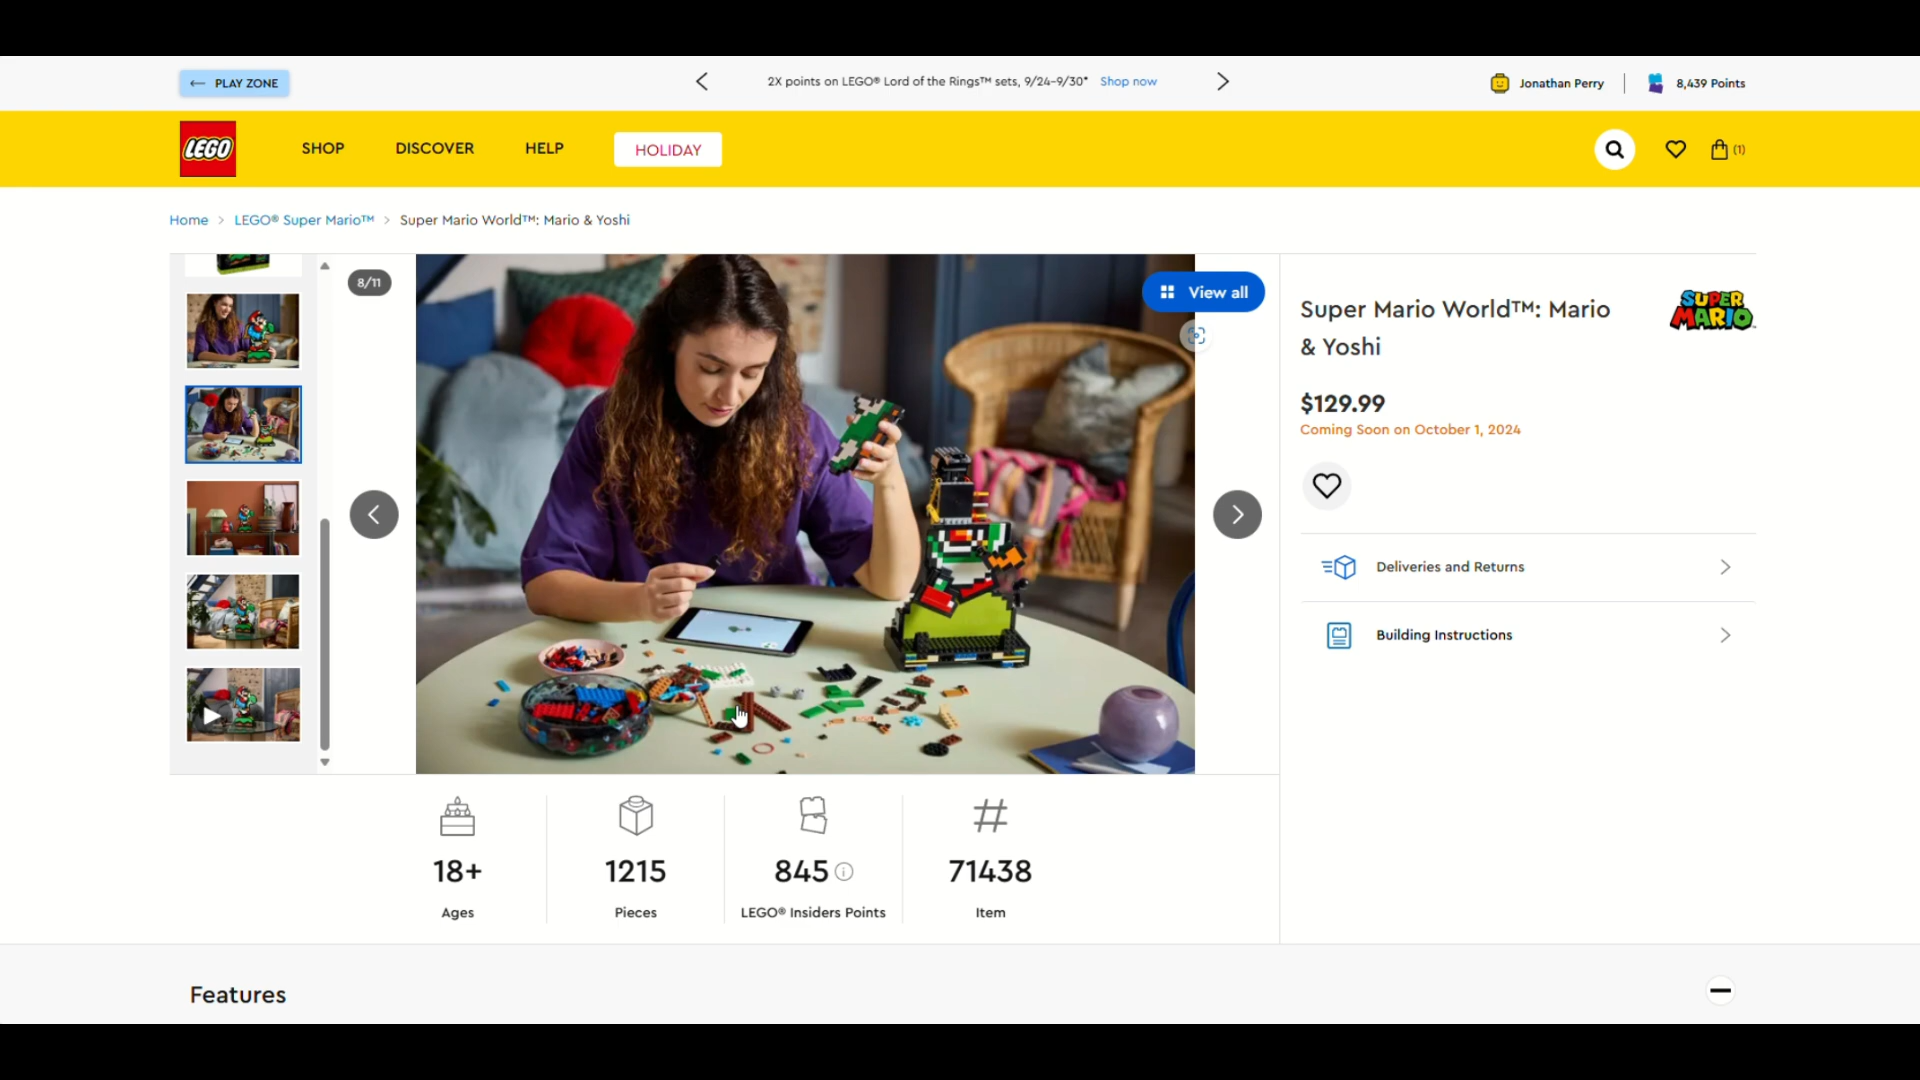 PLAY ZONE
2X points on LEGO® Lord of the Rings™ sets, 9/24-9/30* Shop now
Jonathan Perry
8,439 Points
LEGO
SHOP
DISCOVER
HELP
HOLIDAY
(1)
Home > LEGO® Super Mario™ > Super Mario World™: Mario & Yoshi
8/11
View all
Super Mario World™: Mario
& Yoshi
SUPER
MARIO
$129.99
Coming Soon on October 1, 2024
Deliveries and Returns
Building Instructions
18+
Ages
1215
Pieces
845
LEGO® Insiders Points
#
71438
Item
Features